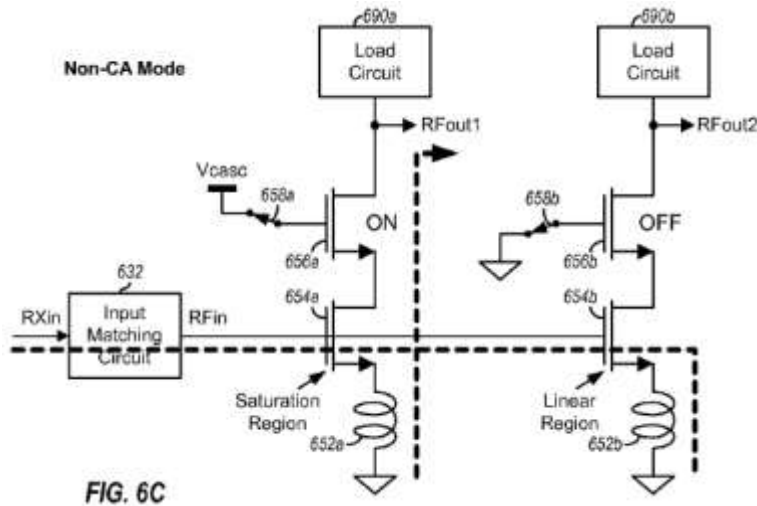 690a
690b
Load
Circuit
Load
Circuit
Non-CA Mode
RFout1
RFout2
Vcasc
658a
ON
658b
OFF
656a
656b
632
654a
654b
RXin
Input
Matching
Circuit
RFin
Saturation
Region
652a
Linear
Region
652b
FIG. 6C